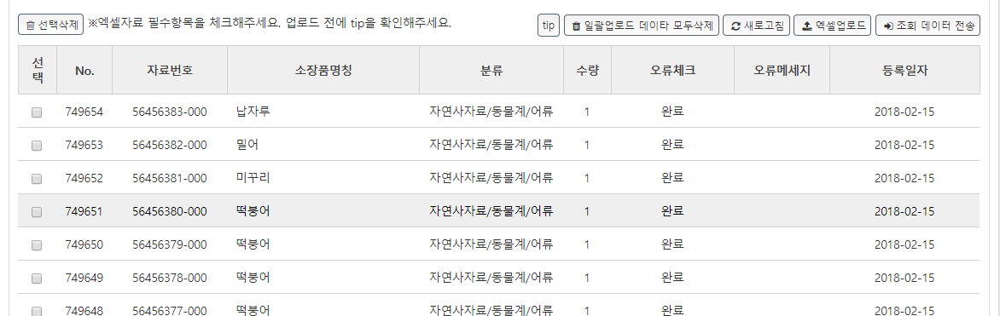 선택삭제 ※엑셀자료 필수항목을 체크해주세요. 업로드 전에 tip을 확인해주세요. tip 일괄업로드 데이타 모두삭제 새로고침 엑셀업로드 조회 데이터 전송
선택 No. 자료번호 소장품명칭 분류 수량 오류체크 오류메세지 등록일자
749654 56456383-000 납자루 자연사자료/동물계/어류 1 완료 2018-02-15
749653 56456382-000 밀어 자연사자료/동물계/어류 1 완료 2018-02-15
749652 56456381-000 미꾸리 자연사자료/동물계/어류 1 완료 2018-02-15
749651 56456380-000 떡붕어 자연사자료/동물계/어류 1 완료 2018-02-15
749650 56456379-000 떡붕어 자연사자료/동물계/어류 1 완료 2018-02-15
749649 56456378-000 떡붕어 자연사자료/동물계/어류 1 완료 2018-02-15
749648 56456377-000 떡붕어 자연사자료/동물계/어류 1 완료 2018-02-15